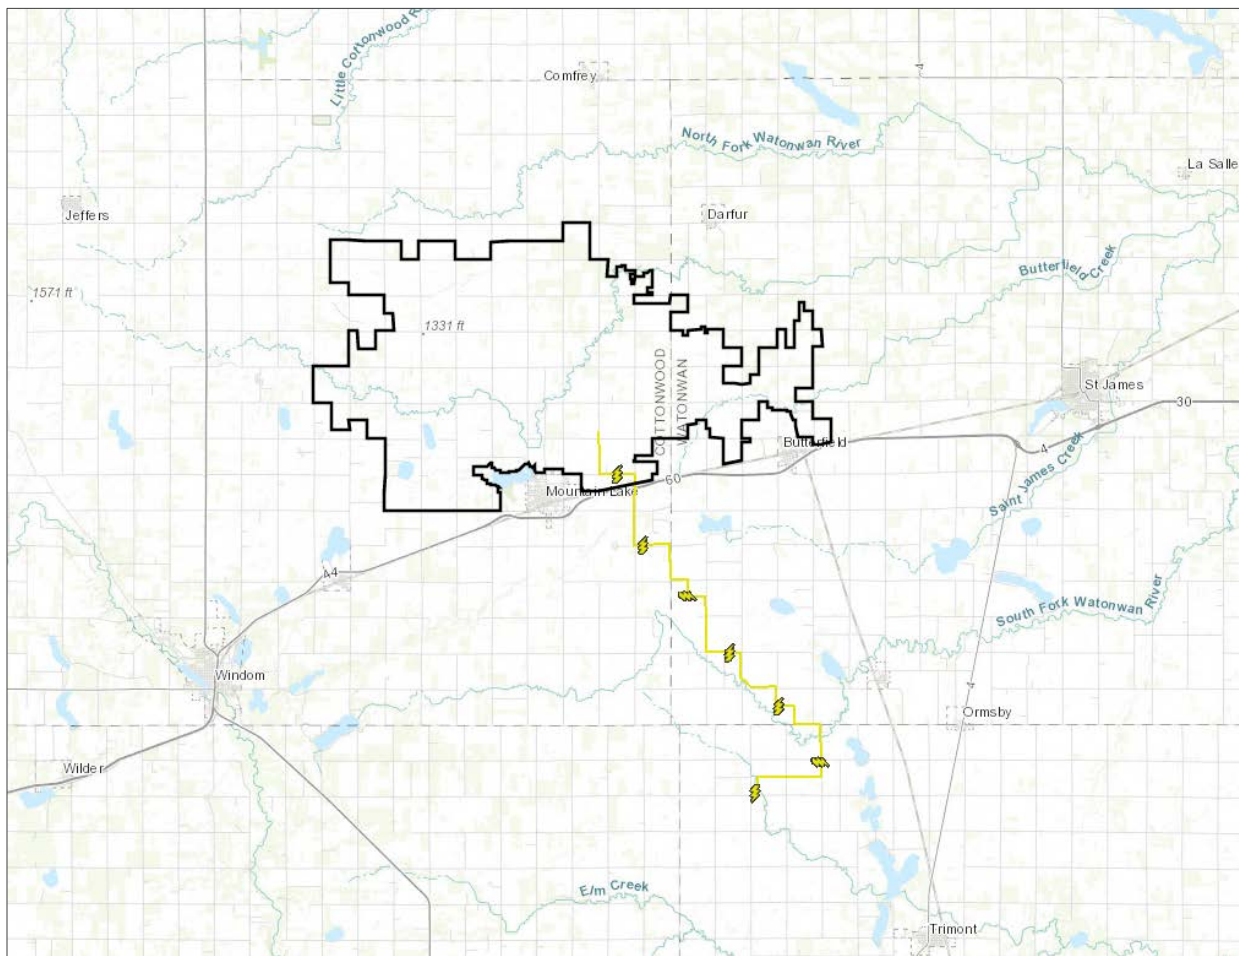 Little Cottonwood R
Comfrey
4
North Fork Watonwan River
La Salle
Jeffers
Darfur
Butterfield Creek
1571 ft
1331 ft
COTTONWOOD
WATONWAN
St James
30
Butterfield
4
60
Mountain Lake
Saint James Creek
44
South Fork Watonwan River
Windom
4
Ormsby
Wilder
Elm Creek
Trimont